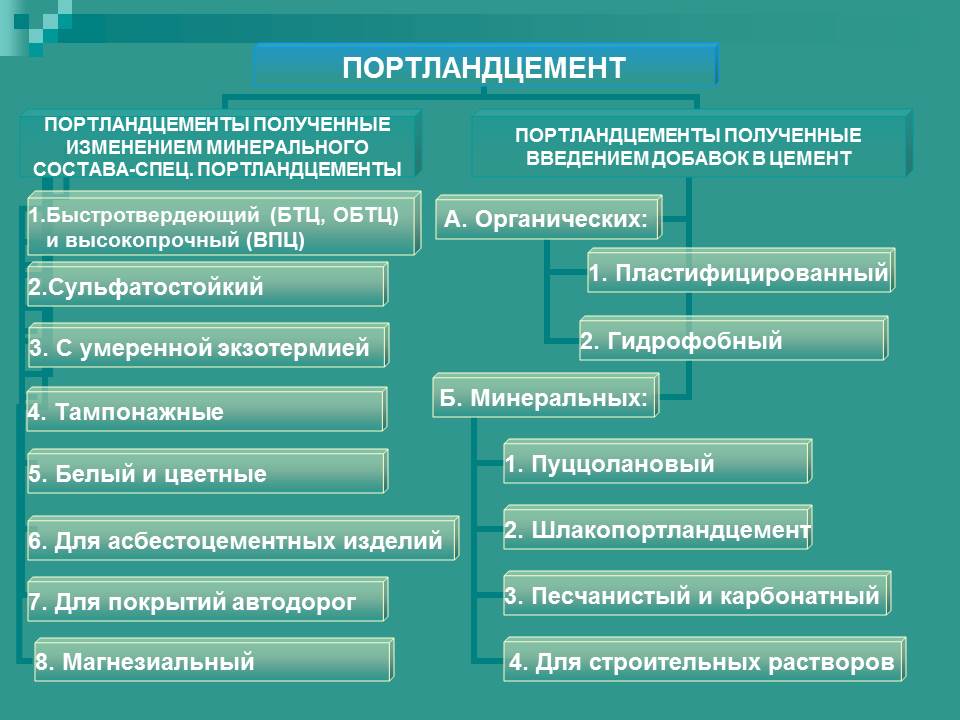 ПОРТЛАНДЦЕМЕНТ
ПОРТЛАНДЦЕМЕНТЫ ПОЛУЧЕННЫЕ
ИЗМЕНЕНИЕМ МИНЕРАЛЬНОГО
СОСТАВА-СПЕЦ. ПОРТЛАНДЦЕМЕНТЫ
1.Быстротвердеющий (БТЦ, ОБТЦ)
и высокопрочный (ВПЦ)
2.Сульфатостойкий
3. С умеренной экзотермией
4. Тампонажные
5. Белый и цветные
6. Для асбестоцементных изделий
7. Для покрытий автодорог
8. Магнезиальный
ПОРТЛАНДЦЕМЕНТЫ ПОЛУЧЕННЫЕ
ВВЕДЕНИЕМ ДОБАВОК В ЦЕМЕНТ
А. Органических:
1. Пластифицированный
2. Гидрофобный
Б. Минеральных:
1. Пуццолановый
2. Шлакопортландцемент
3. Песчанистый и карбонатный
4. Для строительных растворов